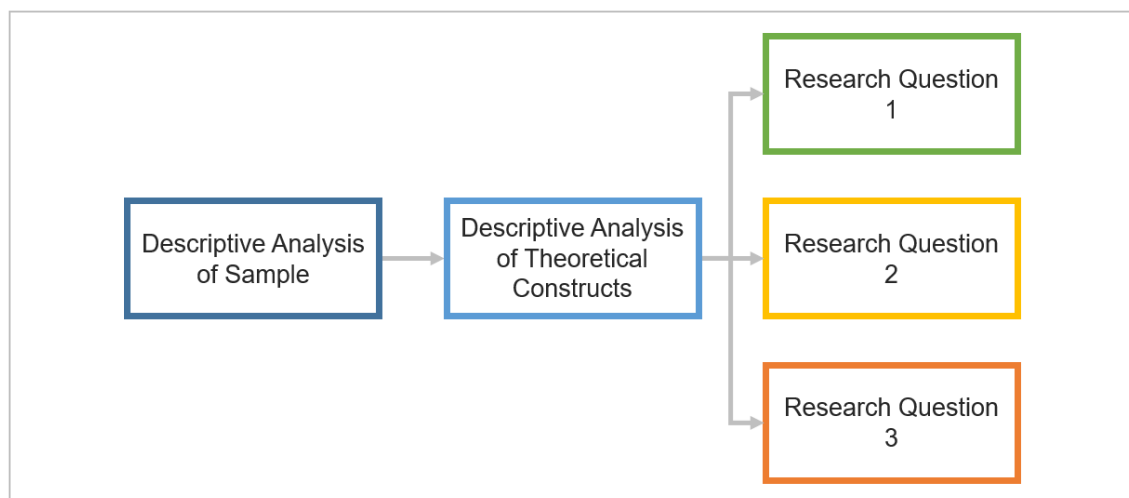 Descriptive Analysis
of Sample
Descriptive Analysis
of Theoretical
Constructs
Research Question
1
Research Question
2
Research Question
3